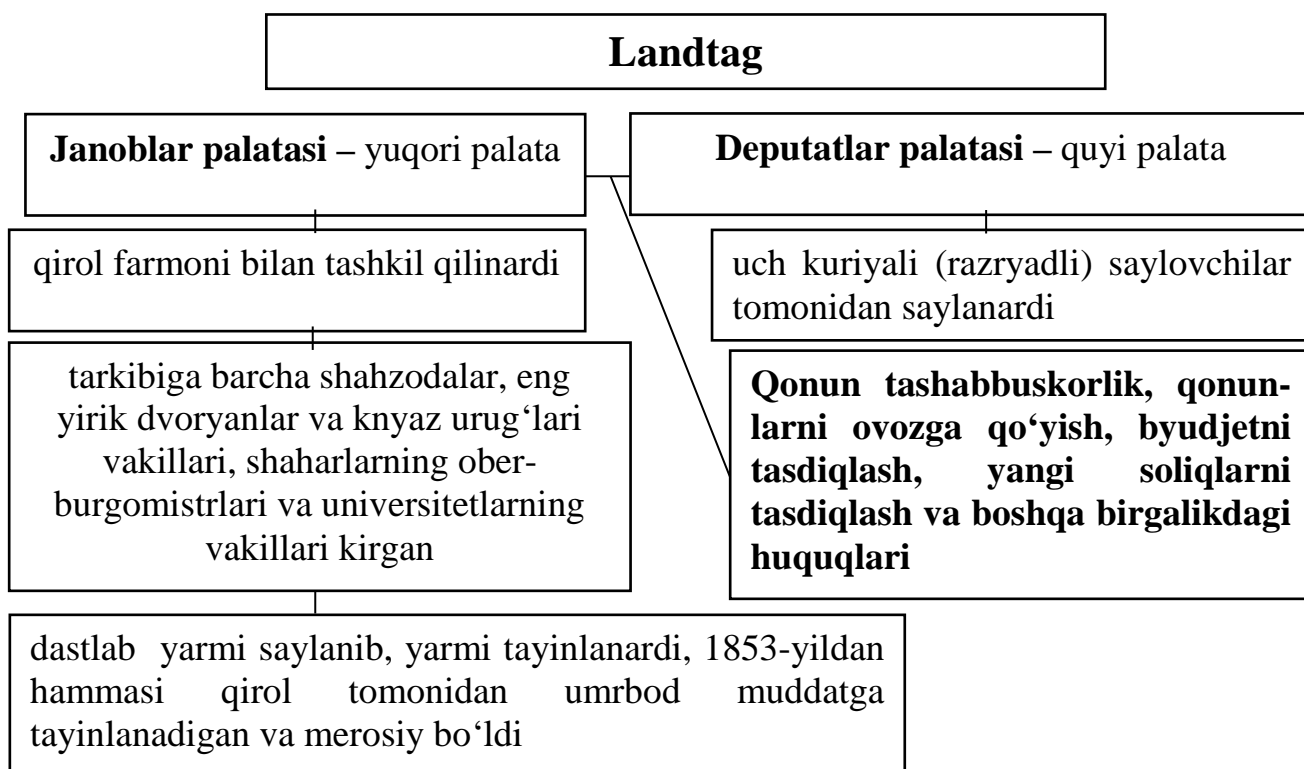 Landtag
Janoblar palatasi – yuqori palata
Deputatlar palatasi – quyi palata
qirol farmoni bilan tashkil qilinardi
uch kuriyali (razryadli) saylovchilar
tomonidan saylanardi
tarkibiga barcha shahzodalar, eng
yirik dvoryanlar va knyaz urug‘lari
vakillari, shaharlarning ober-
burgomistrlari va universitetlarning
vakillari kirgan
Qonun tashabbuskorlik, qonun-
larni ovozga qo‘yish, byudjetni
tasdiqlash, yangi soliqlarni
tasdiqlash va boshqa birgalikdagi
huquqlari
dastlab yarmi saylanib, yarmi tayinlanardi, 1853-yildan
hammasi qirol tomonidan umrbod muddatga
tayinlanadigan va merosiy bo‘ldi